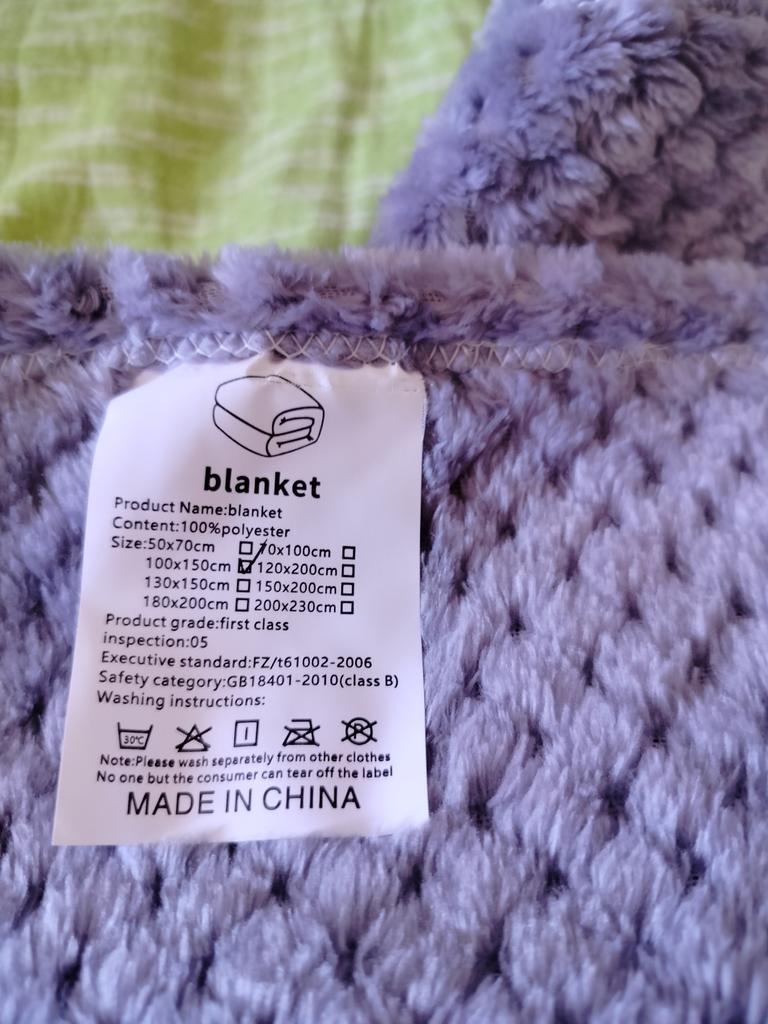 blanket
Product Name:blanket
Content:100%polyester
Size:50x70cm □ 70x100cm □
100x150cm ☑ 120x200cm □
130x150cm □ 150x200cm □
180x200cm □ 200x230cm □
Product grade:first class
inspection:05
Executive standard:FZ/t61002-2006
Safety category:GB18401-2010(class B)
Washing instructions:
30℃ P
Note:Please wash separately from other clothes
No one but the consumer can tear off the label
MADE IN CHINA